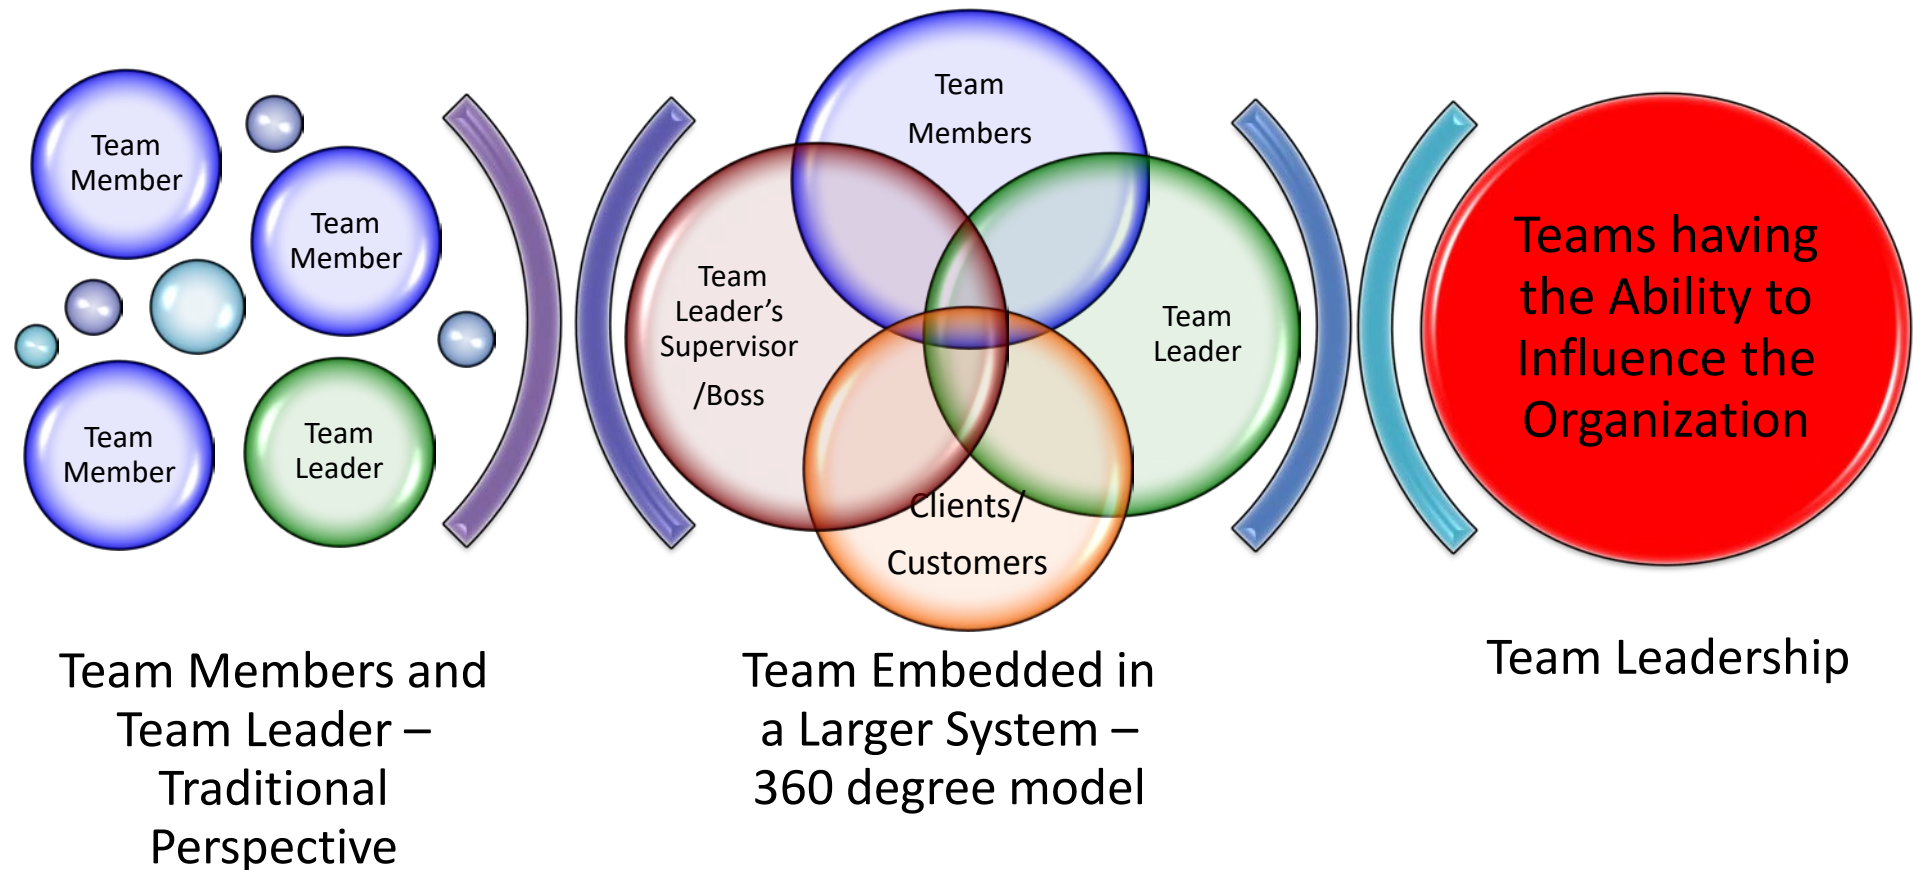 Team
Member
Team
Member
Team
Member
Team
Leader
Team
Members
Team
Leader’s
Supervisor
/Boss
Team
Leader
Clients/
Customers
Teams having
the Ability to
Influence the
Organization
Team Members and
Team Leader –
Traditional
Perspective
Team Embedded in
a Larger System –
360 degree model
Team Leadership